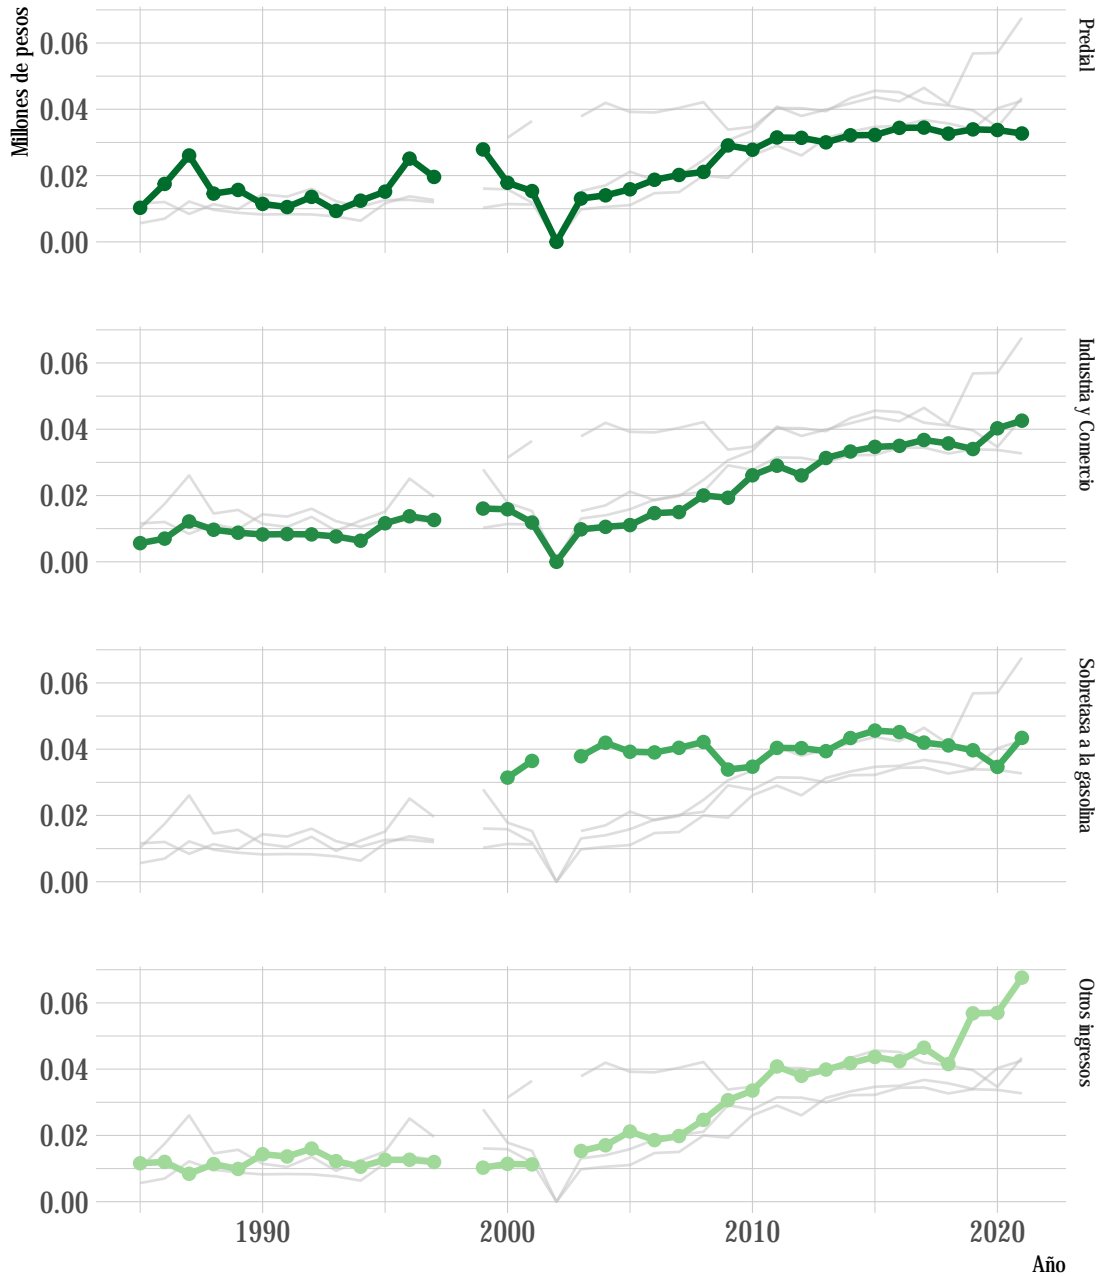 Millones de pesos
0.06
0.04
0.02
0.00
Predial
0.06
0.04
0.02
0.00
Industria y Comercio
0.06
0.04
0.02
0.00
Sobretasa a la gasolina
0.06
0.04
0.02
0.00
Otros ingresos
1990 2000 2010 2020
Año